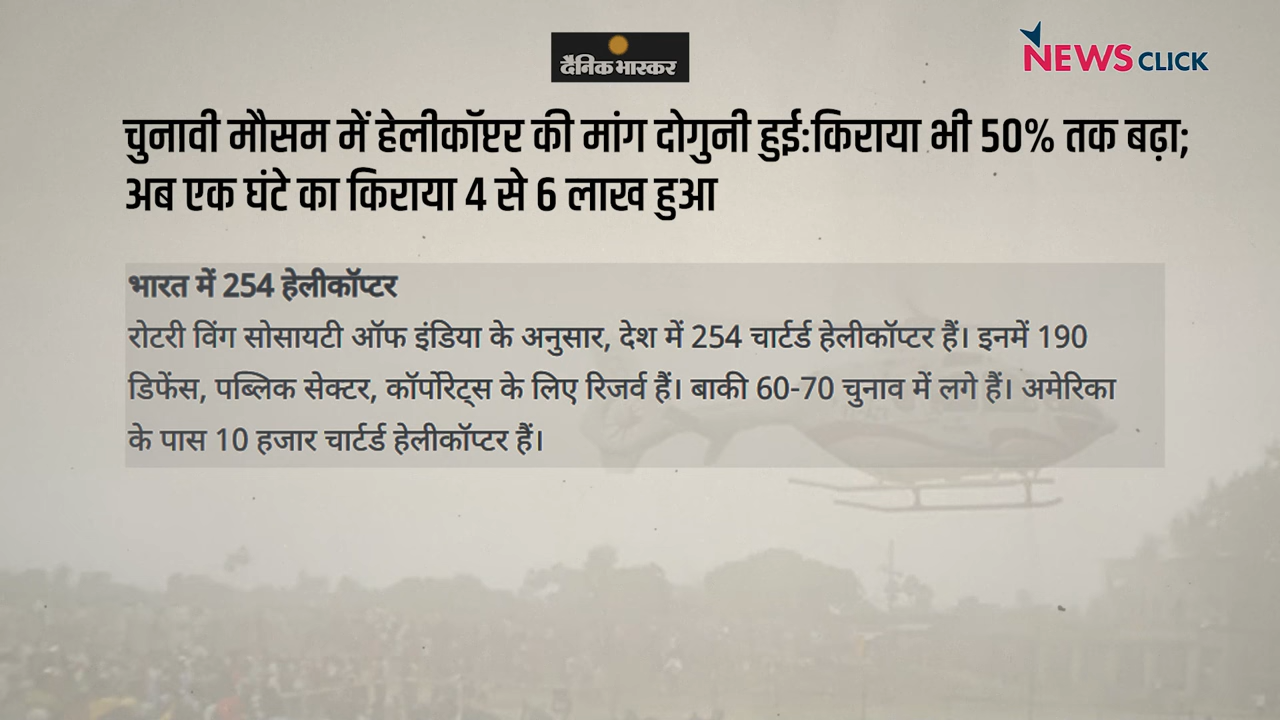 दैनिक भास्कर
NEWS CLICK
चुनावी मौसम में हेलीकॉप्टर की मांग दोगुनी हुई:किराया भी 50% तक बढ़ा;
अब एक घंटे का किराया 4 से 6 लाख हुआ
भारत में 254 हेलीकॉप्टर
रोटरी विंग सोसायटी ऑफ इंडिया के अनुसार, देश में 254 चार्टर्ड हेलीकॉप्टर हैं। इनमें 190
डिफेंस, पब्लिक सेक्टर, कॉर्पोरेट्स के लिए रिजर्व हैं। बाकी 60-70 चुनाव में लगे हैं। अमेरिका
के पास 10 हजार चार्टर्ड हेलीकॉप्टर हैं।